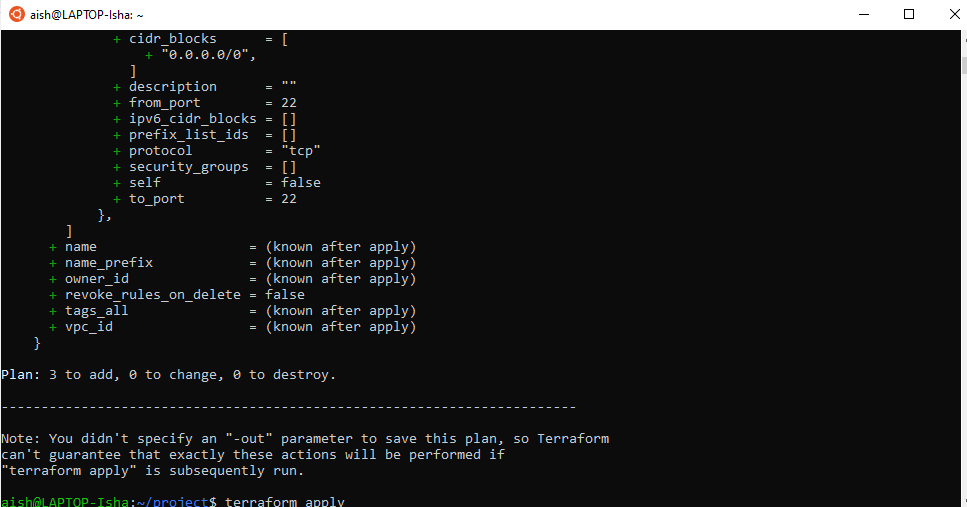 aish@LAPTOP-Isha: ~
+ cidr_blocks      = [
+ "0.0.0.0/0",
]
+ description      = ""
+ from_port        = 22
+ ipv6_cidr_blocks = []
+ prefix_list_ids  = []
+ protocol         = "tcp"
+ security_groups  = []
+ self             = false
+ to_port          = 22
},
]
+ name                   = (known after apply)
+ name_prefix            = (known after apply)
+ owner_id               = (known after apply)
+ revoke_rules_on_delete = false
+ tags_all               = (known after apply)
+ vpc_id                 = (known after apply)
}
Plan: 3 to add, 0 to change, 0 to destroy.
------------------------------------------------------------------------
Note: You didn't specify an "-out" parameter to save this plan, so Terraform
can't guarantee that exactly these actions will be performed if
"terraform apply" is subsequently run.
aish@LAPTOP-Isha:~/project$ terraform apply